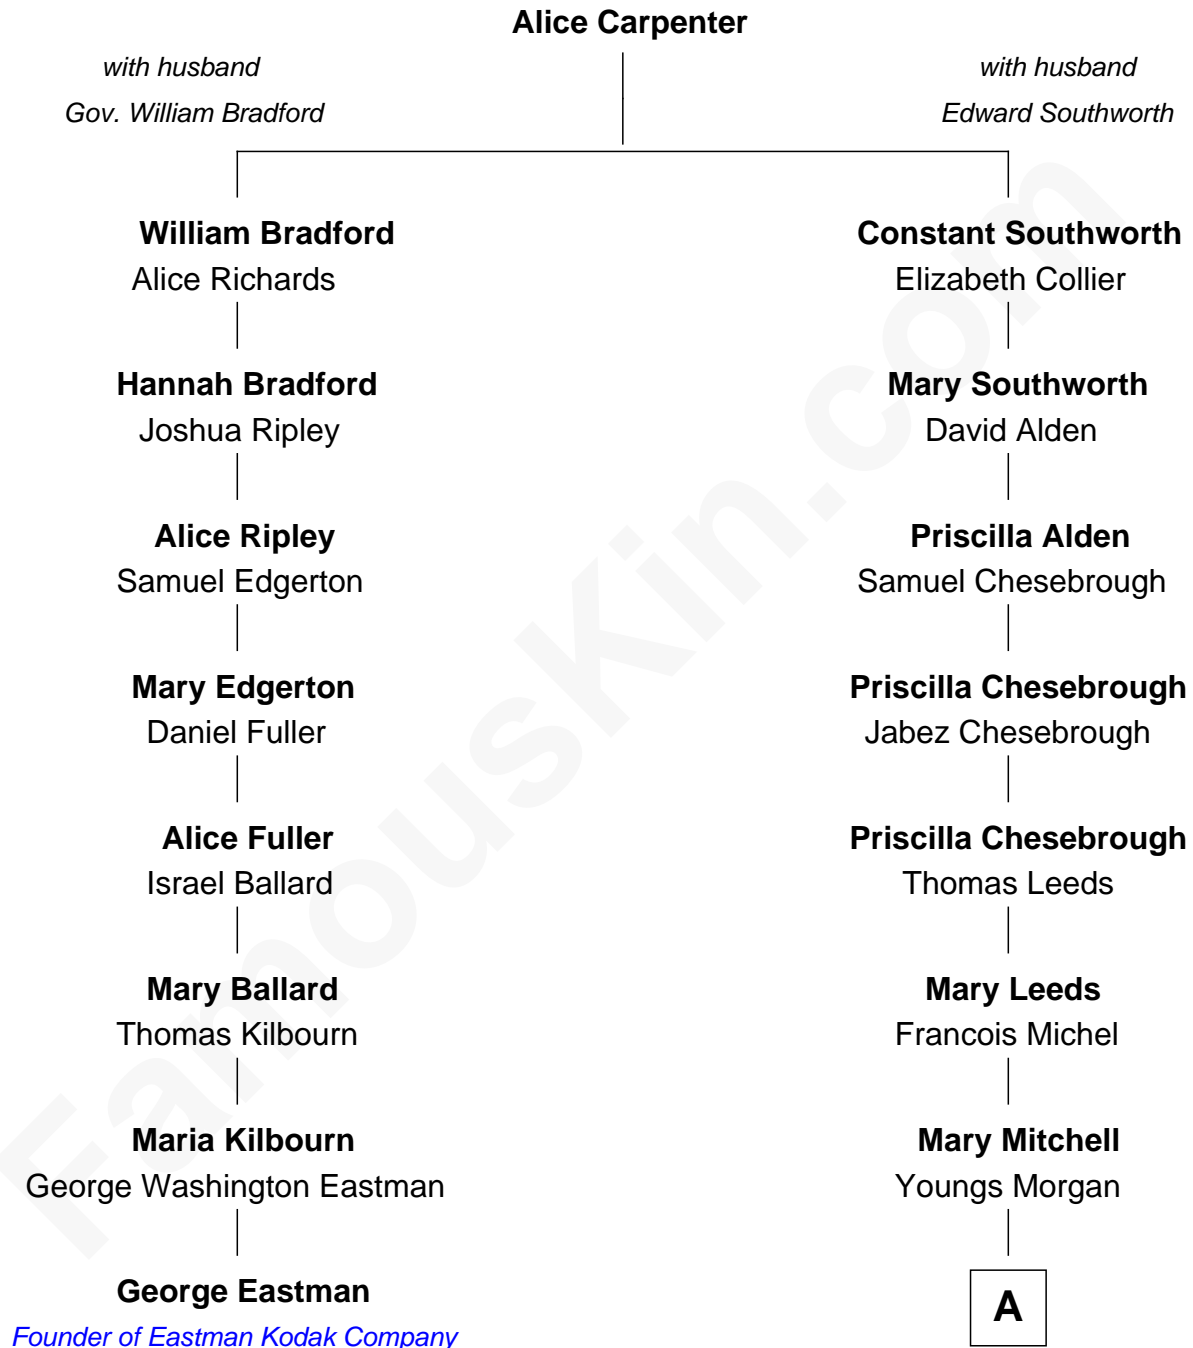 Alice Carpenter
with husband
Gov. William Bradford
with husband
Edward Southworth
William Bradford
Alice Richards
Constant Southworth
Elizabeth Collier
Hannah Bradford
Joshua Ripley
Mary Southworth
David Alden
Alice Ripley
Samuel Edgerton
Priscilla Alden
Samuel Chesebrough
Mary Edgerton
Daniel Fuller
Priscilla Chesebrough
Jabez Chesebrough
Alice Fuller
Israel Ballard
Priscilla Chesebrough
Thomas Leeds
Mary Ballard
Thomas Kilbourn
Mary Leeds
Francois Michel
Maria Kilbourn
George Washington Eastman
Mary Mitchell
Youngs Morgan
George Eastman
Founder of Eastman Kodak Company
A
FamousKin.com